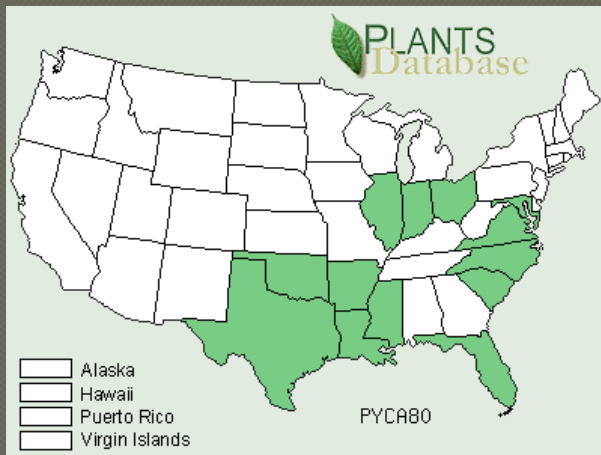 PLANTS
Database
Alaska
Hawaii
Puerto Rico
Virgin Islands
PYCA80